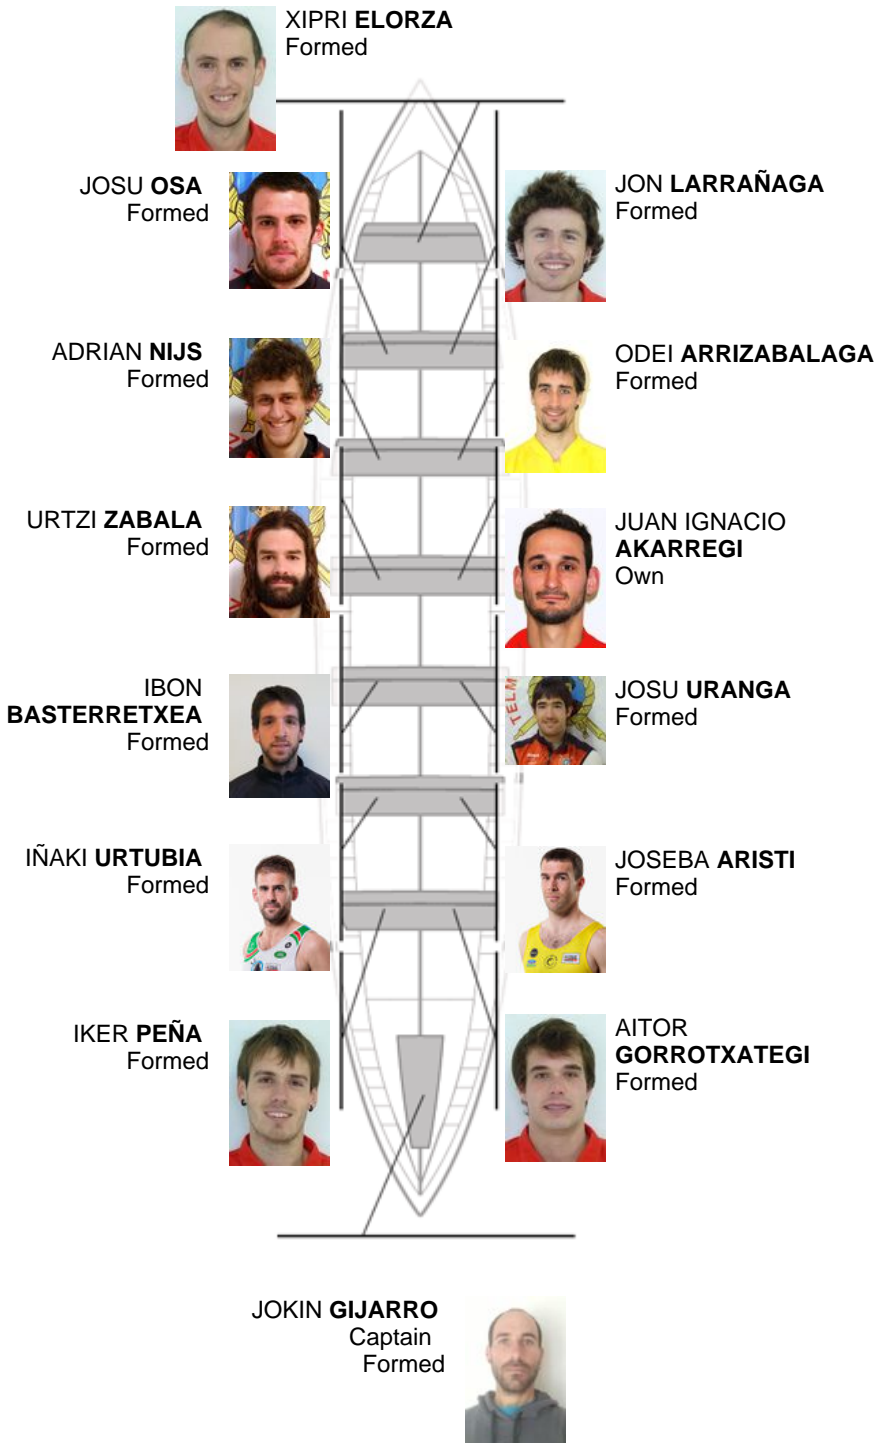 XIPRI ELORZA
Formed
JOSU OSA
Formed
JON LARRAÑAGA
Formed
ADRIAN NIJS
Formed
ODEI ARRIZABALAGA
Formed
URTZI ZABALA
Formed
JUAN IGNACIO
AKARREGI
Own
IBON
BASTERRETXEA
Formed
TELM
JOSU URANGA
Formed
IÑAKI URTUBIA
Formed
JOSEBA ARISTI
Formed
IKER PEÑA
Formed
AITOR
GORROTXATEGI
Formed
JOKIN GIJARRO
Captain
Formed